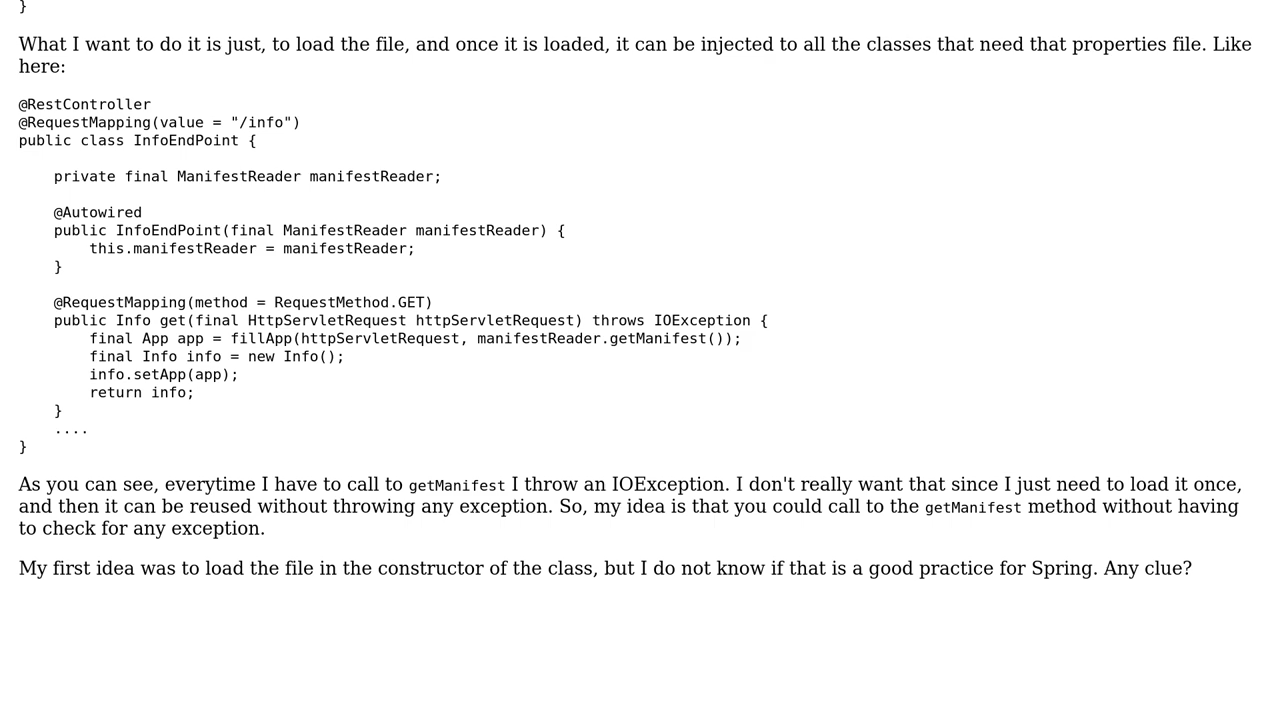 }
What I want to do it is just, to load the file, and once it is loaded, it can be injected to all the classes that need that properties file. Like
here:
@RestController
@RequestMapping(value = "/info")
public class InfoEndPoint {
    private final ManifestReader manifestReader;
    @Autowired
    public InfoEndPoint(final ManifestReader manifestReader) {
        this.manifestReader = manifestReader;
    }
    @RequestMapping(method = RequestMethod.GET)
    public Info get(final HttpServletRequest httpServletRequest) throws IOException {
        final App app = fillApp(httpServletRequest, manifestReader.getManifest());
        final Info info = new Info();
        info.setApp(app);
        return info;
    }
    ....
}
As you can see, everytime I have to call to getManifest I throw an IOException. I don't really want that since I just need to load it once,
and then it can be reused without throwing any exception. So, my idea is that you could call to the getManifest method without having
to check for any exception.
My first idea was to load the file in the constructor of the class, but I do not know if that is a good practice for Spring. Any clue?